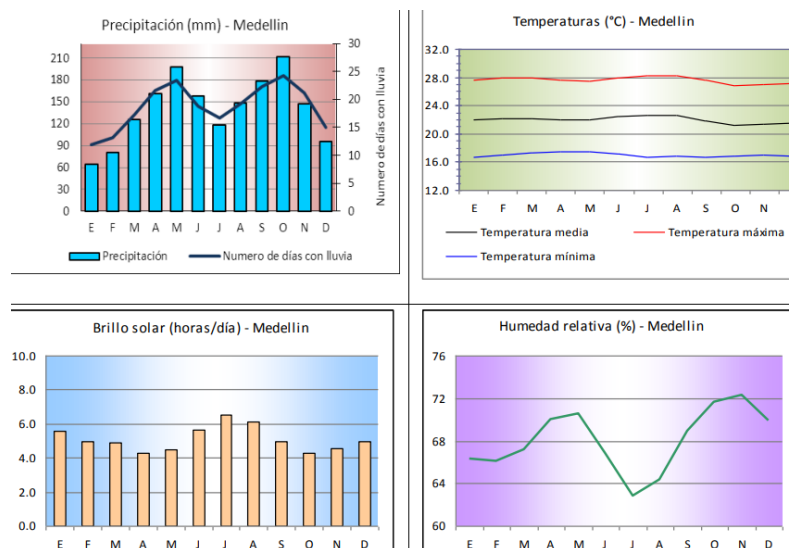 Precipitación (mm) - Medellin
210
180
150
120
90
60
30
0
30
25
20
15
10
5
0
Numero de días con lluvia
E F M A M J J A S O N D
Precipitación Numero de días con lluvia
Temperaturas (°C) - Medellin
32.0
28.0
24.0
20.0
16.0
12.0
E F M A M J J A S O N
Temperatura media Temperatura máxima
Temperatura mínima
Brillo solar (horas/día) - Medellin
10.0
8.0
6.0
4.0
2.0
0.0
E F M A M J J A S O N D
Humedad relativa (%) - Medellin
76
72
68
64
60
E F M A M J J A S O N D